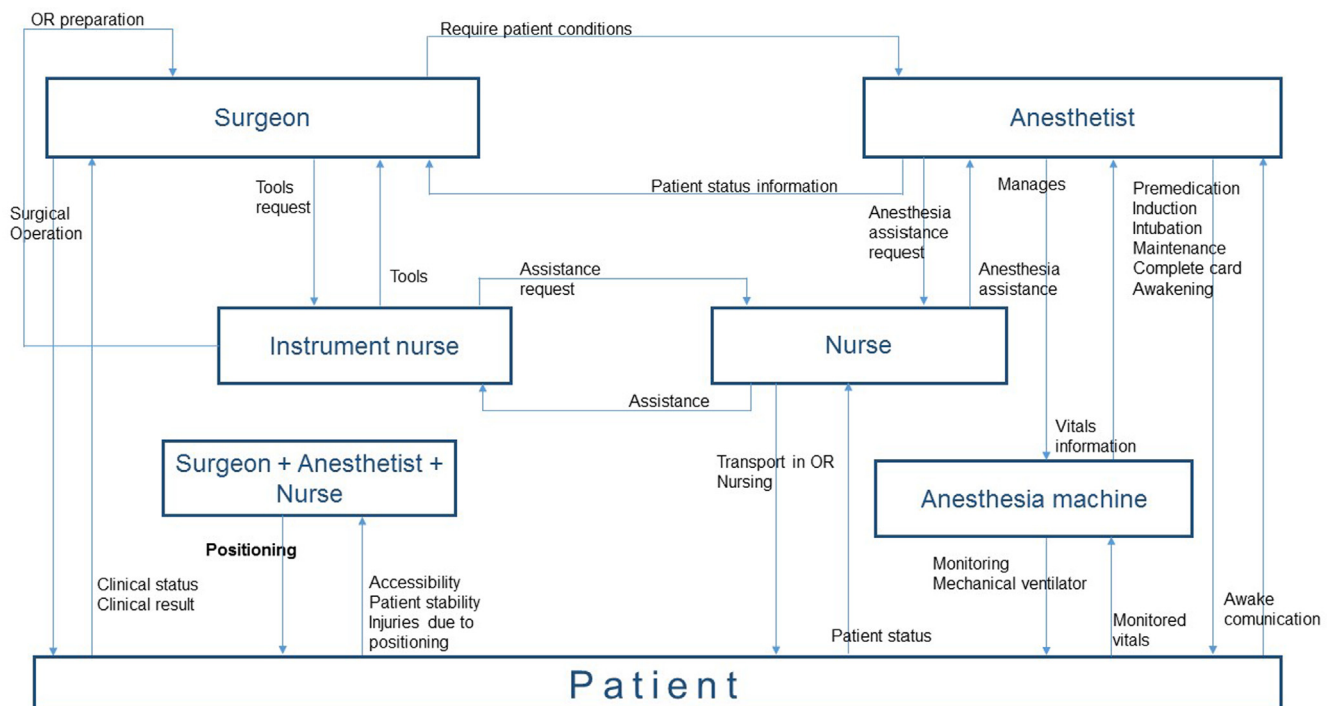 OR preparation
Require patient conditions
Surgeon
Anesthetist
Tools
request
Patient status information
Manages
Premedication
Induction
Intubation
Maintenance
Complete card
Awakening
Surgical
Operation
Anesthesia
assistance
request
Tools
Assistance
request
Anesthesia
assistance
Instrument nurse
Nurse
Assistance
Vitals
information
Surgeon + Anesthetist +
Nurse
Transport in OR
Nursing
Anesthesia machine
Positioning
Clinical status
Clinical result
Accessibility
Patient stability
Injuries due to
positioning
Monitoring
Mechanical ventilator
Patient status
Monitored
vitals
Awake
comunication
Patient